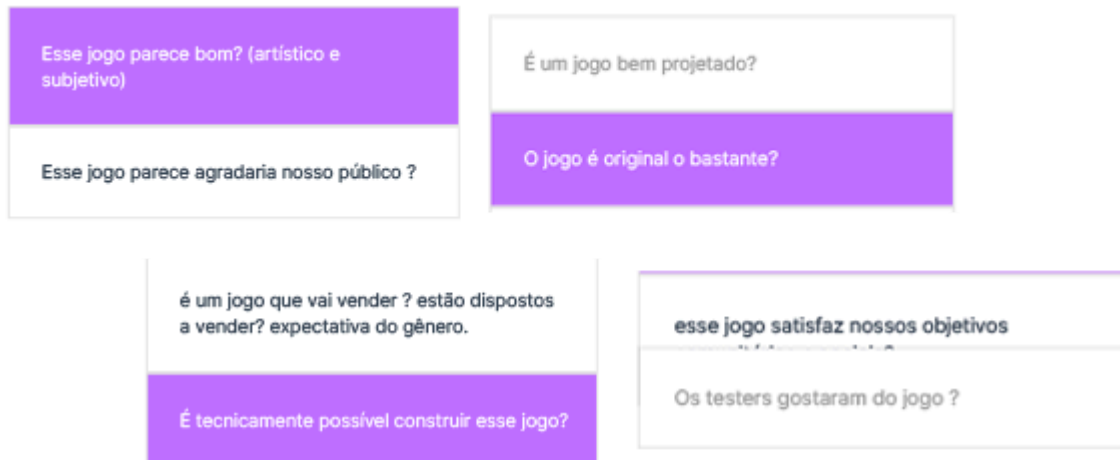 Esse jogo parece bom? (artístico e
subjetivo)
Esse jogo parece agradaria nosso público ?
É um jogo bem projetado?
O jogo é original o bastante?
é um jogo que vai vender ? estão dispostos
a vender? expectativa do gênero.
É tecnicamente possível construir esse jogo?
esse jogo satisfaz nossos objetivos
Os testers gostaram do jogo ?